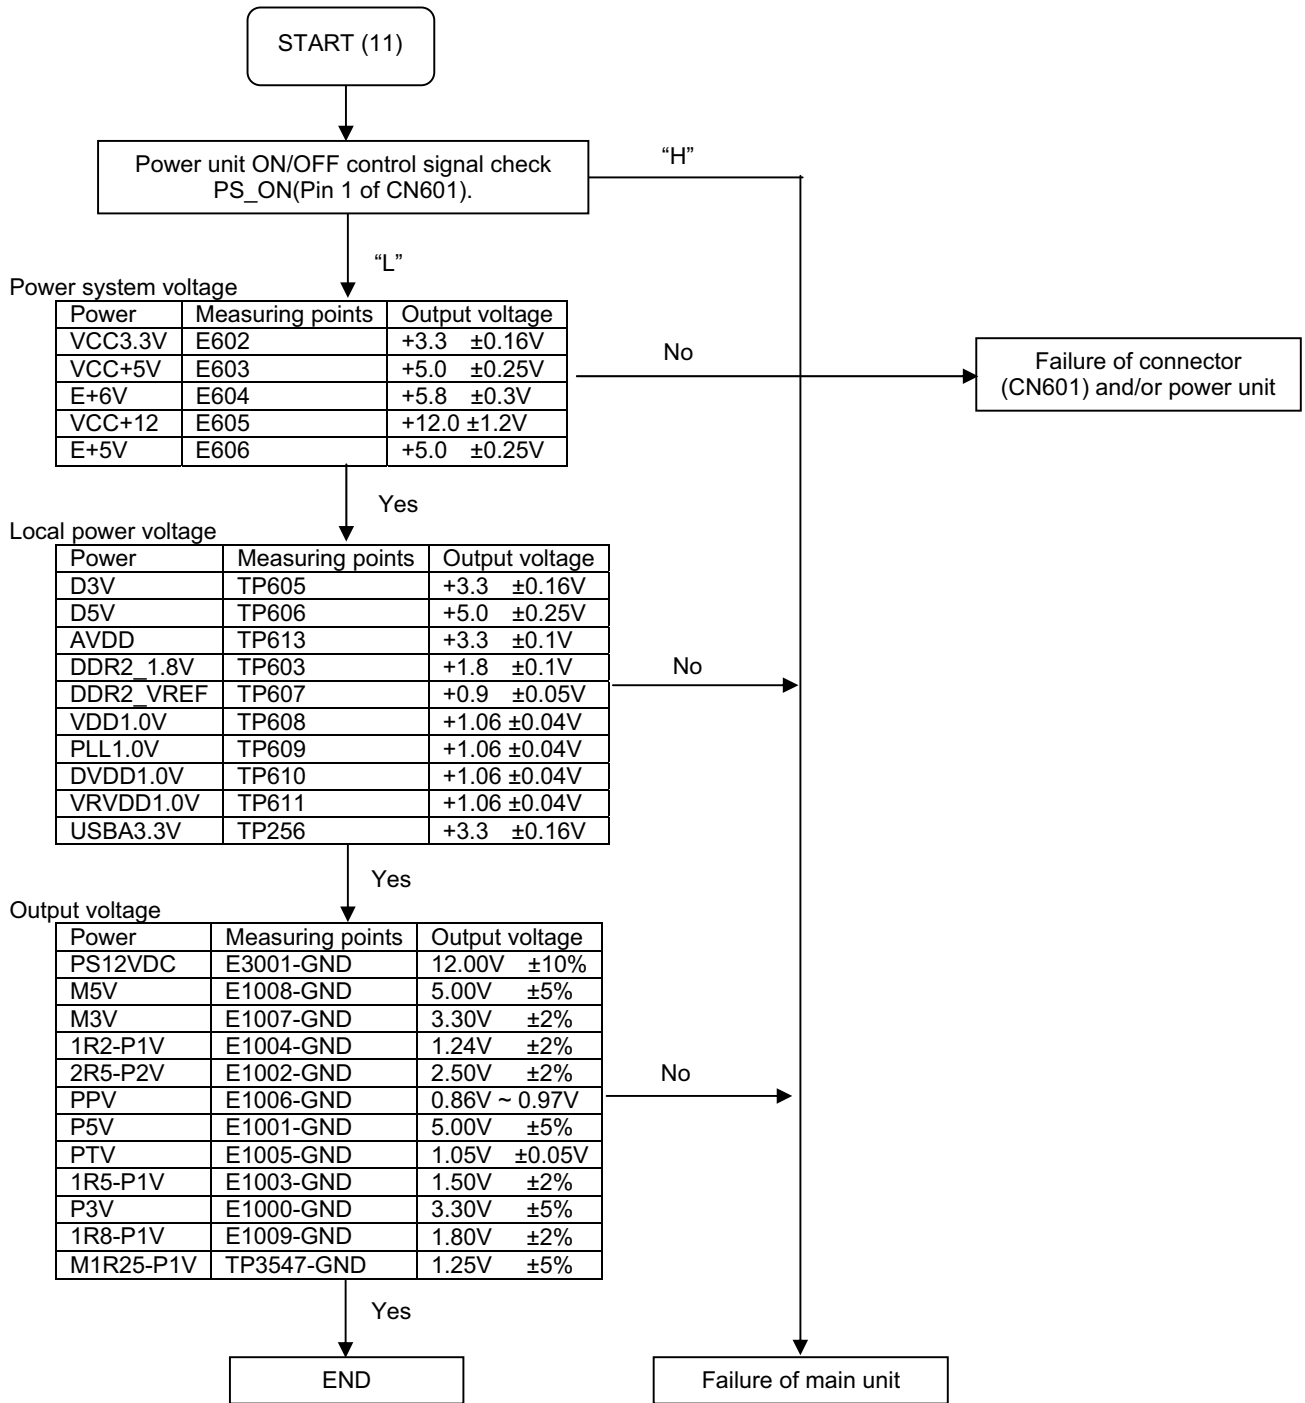 START (11)
Power unit ON/OFF control signal check
PS_ON(Pin 1 of CN601).
“H”
“L”
Power system voltage
Power Measuring points Output voltage
VCC3.3V E602 +3.3 ±0.16V
VCC+5V E603 +5.0 ±0.25V
E+6V E604 +5.8 ±0.3V
VCC+12 E605 +12.0 ±1.2V
E+5V E606 +5.0 ±0.25V
No
Failure of connector
(CN601) and/or power unit
Yes
Local power voltage
Power Measuring points Output voltage
D3V TP605 +3.3 ±0.16V
D5V TP606 +5.0 ±0.25V
AVDD TP613 +3.3 ±0.1V
DDR2_1.8V TP603 +1.8 ±0.1V
DDR2_VREF TP607 +0.9 ±0.05V
VDD1.0V TP608 +1.06 ±0.04V
PLL1.0V TP609 +1.06 ±0.04V
DVDD1.0V TP610 +1.06 ±0.04V
VRVDD1.0V TP611 +1.06 ±0.04V
USBA3.3V TP256 +3.3 ±0.16V
No
Yes
Output voltage
Power Measuring points Output voltage
PS12VDC E3001-GND 12.00V ±10%
M5V E1008-GND 5.00V ±5%
M3V E1007-GND 3.30V ±2%
1R2-P1V E1004-GND 1.24V ±2%
2R5-P2V E1002-GND 2.50V ±2%
PPV E1006-GND 0.86V ~ 0.97V
P5V E1001-GND 5.00V ±5%
PTV E1005-GND 1.05V ±0.05V
1R5-P1V E1003-GND 1.50V ±2%
P3V E1000-GND 3.30V ±5%
1R8-P1V E1009-GND 1.80V ±2%
M1R25-P1V TP3547-GND 1.25V ±5%
No
Yes
END
Failure of main unit